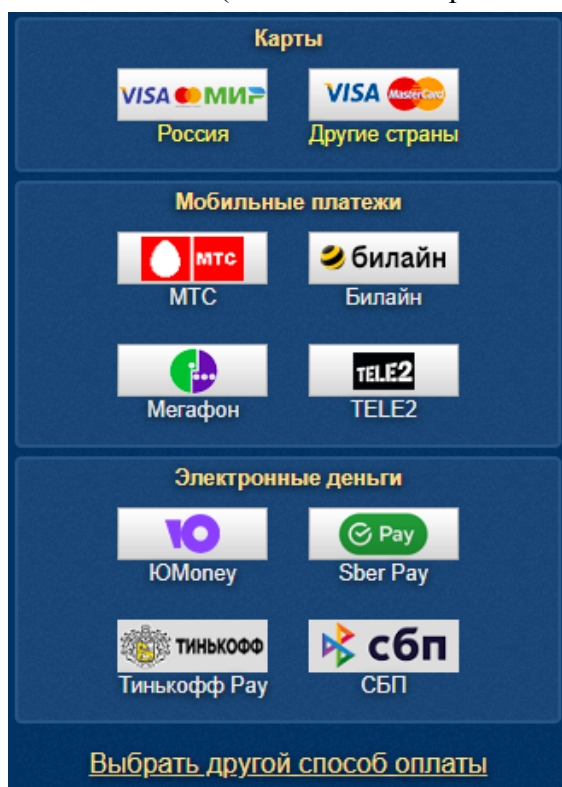 Карты
VISA МИР
VISA MasterCard
Россия
Другие страны
Мобильные платежи
МТС
билайн
МТС
Билайн
TELE2
Мегафон
TELE2
Электронные деньги
Ю
Pay
ЮMoney
Sber Pay
ТИНЬКОФФ
сбп
Тинькофф Pay
СБП
Выбрать другой способ оплаты